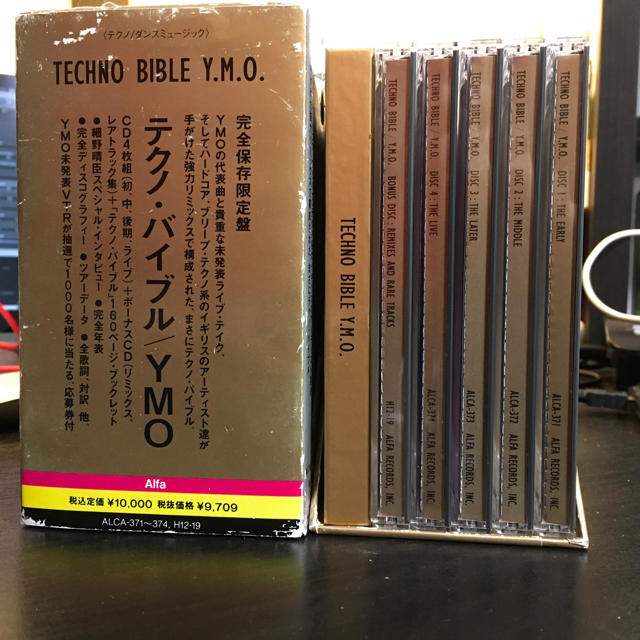 〈テクノ/ダンスミュージック〉
TECHNO BIBLE Y.M.O.
完全保存限定盤
YMOの代表曲と貴重な未発表ライブ・テイク、
そしてハードコア、ブリープ・テクノ系のイギリスのアーティスト達が
手がけた強力リミックスで構成された、まさにテクノ・バイブル。
テクノ・バイブル/YMO
CD4枚組(初、中、後期、ライブ)+ボーナスCD(リミックス、
レアトラック集)+「テクノ・バイブル」160ページ・ブックレット
●細野晴臣スペシャル・インタビュー ●完全年表
●完全ディスコグラフィー ●ツアーデータ ●全歌詞、対訳 他、
YMO未発表VTRが抽選で1000名様に当たる。応募券付
Alfa
税込定価 ¥10,000 税抜価格 ¥9,709
ALCA-371〜374, H12-19
TECHNO BIBLE Y.M.O.
TECHNO BIBLE / Y.M.O. BONUS DISC : REMIXES AND RARE TRACKS H12-19 ALFA RECORDS, INC.
TECHNO BIBLE / Y.M.O. DISC 4 : THE LIVE ALCA-374 ALFA RECORDS, INC.
TECHNO BIBLE / Y.M.O. DISC 3 : THE LATER ALCA-373 ALFA RECORDS, INC.
TECHNO BIBLE / Y.M.O. DISC 2 : THE MIDDLE ALCA-372 ALFA RECORDS, INC.
TECHNO BIBLE / Y.M.O. DISC 1 : THE EARLY ALCA-371 ALFA RECORDS, INC.